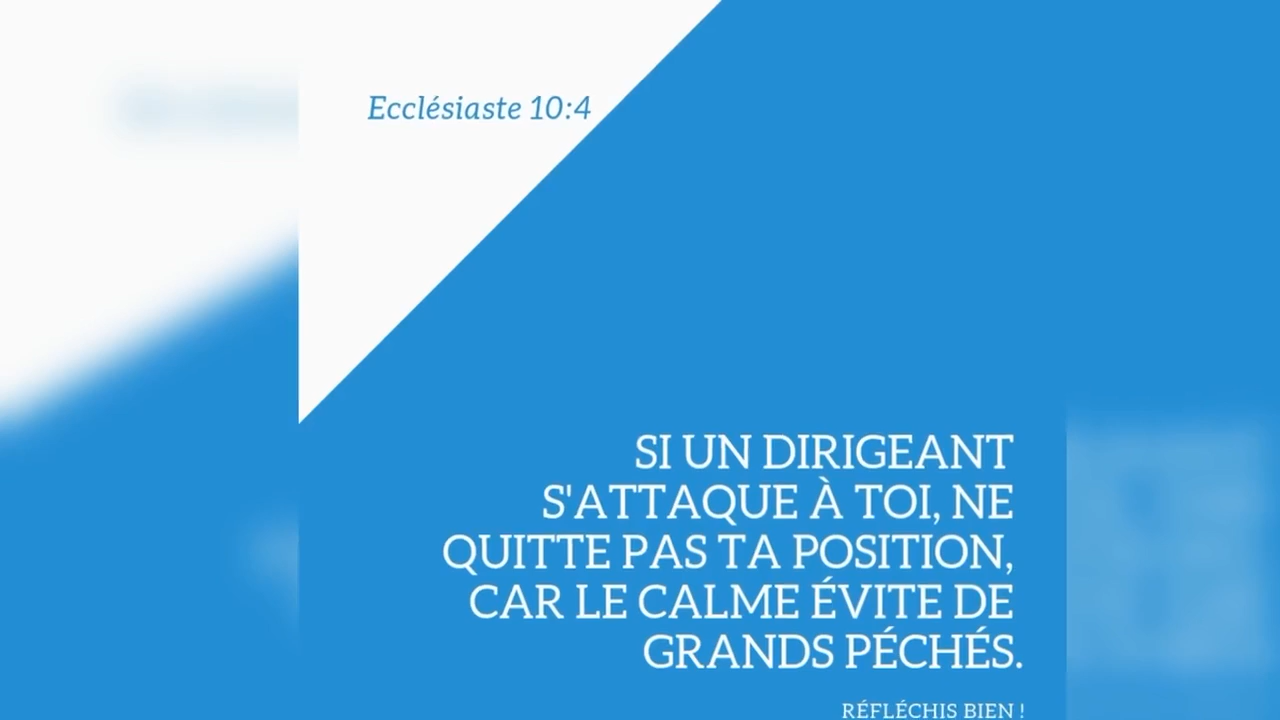 Ecclésiaste 10:4
SI UN DIRIGEANT
S'ATTAQUE À TOI, NE
QUITTE PAS TA POSITION,
CAR LE CALME ÉVITE DE
GRANDS PÉCHÉS.
RÉFLÉCHIS BIEN !